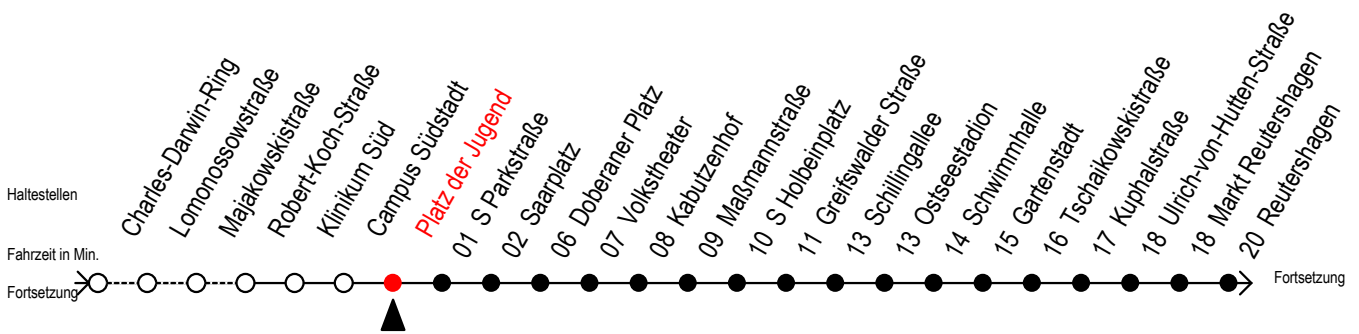 Haltestellen
Charles-Darwin-Ring
Lomonossowstraße
Majakowskistraße
Robert-Koch-Straße
Klinikum Süd
Campus Südstadt
Platz der Jugend
01 S Parkstraße
02 Saarplatz
06 Doberaner Platz
07 Volkstheater
08 Kabutzenhof
09 Maßmannstraße
10 S Holbeinplatz
11 Greifswalder Straße
13 Schillingallee
13 Ostseestadion
14 Schwimmhalle
15 Gartenstadt
16 Tschaikowskistraße
17 Kuphalstraße
18 Ulrich-von-Hutten-Straße
18 Markt Reutershagen
20 Reutershagen
Fahrzeit in Min.
Fortsetzung
Fortsetzung